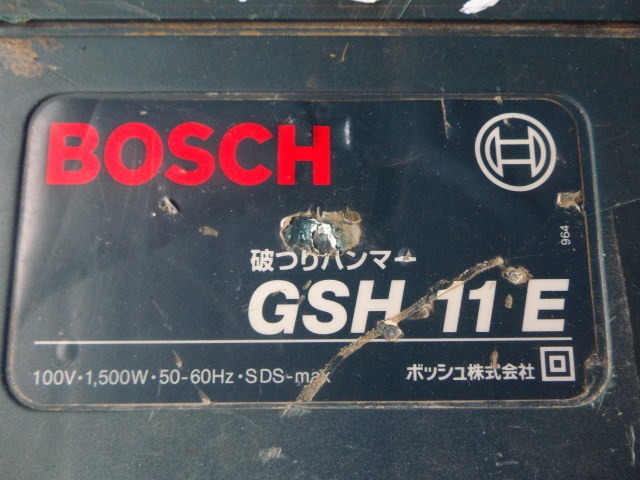 BOSCH
964
破つりハンマー
GSH 11 E
100V・1,500W・50-60Hz・SDS-max
ボッシュ株式会社